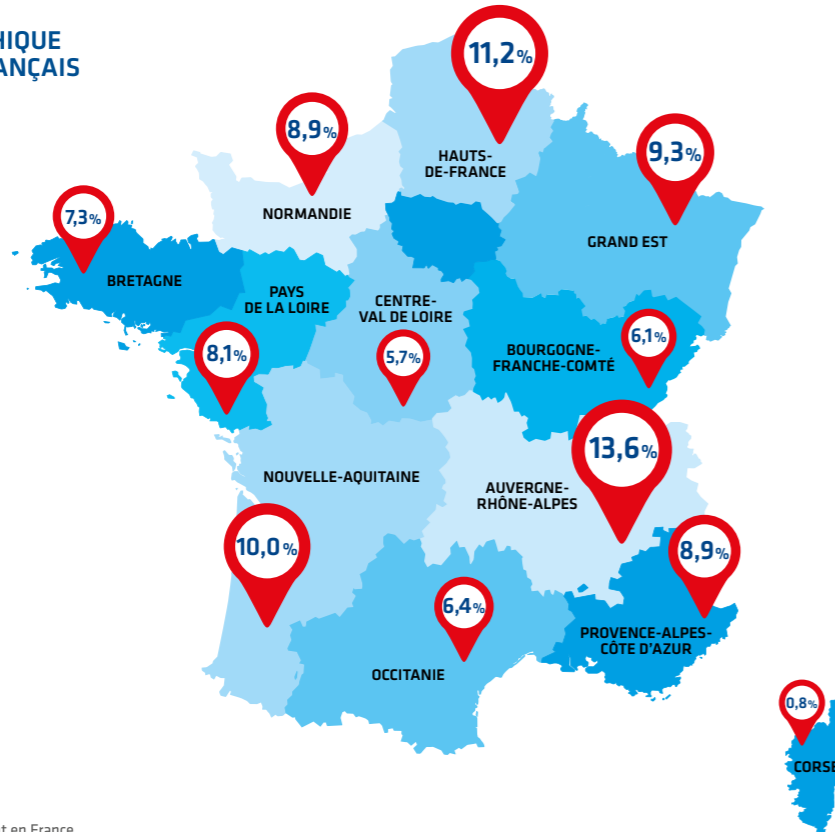 11,2%
8,9%
HAUTS-
DE-FRANCE
9,3%
NORMANDIE
7,3%
GRAND EST
BRETAGNE
PAYS
DE LA LOIRE
CENTRE-
VAL DE LOIRE
8,1%
5,7%
BOURGOGNE-
FRANCHE-COMTÉ
6,1%
13,6%
NOUVELLE-AQUITAINE
AUVERGNE-
RHÔNE-ALPES
10,0%
8,9%
6,4%
PROVENCE-ALPES-
CÔTE D'AZUR
OCCITANIE
0,8%
CORSE
en France